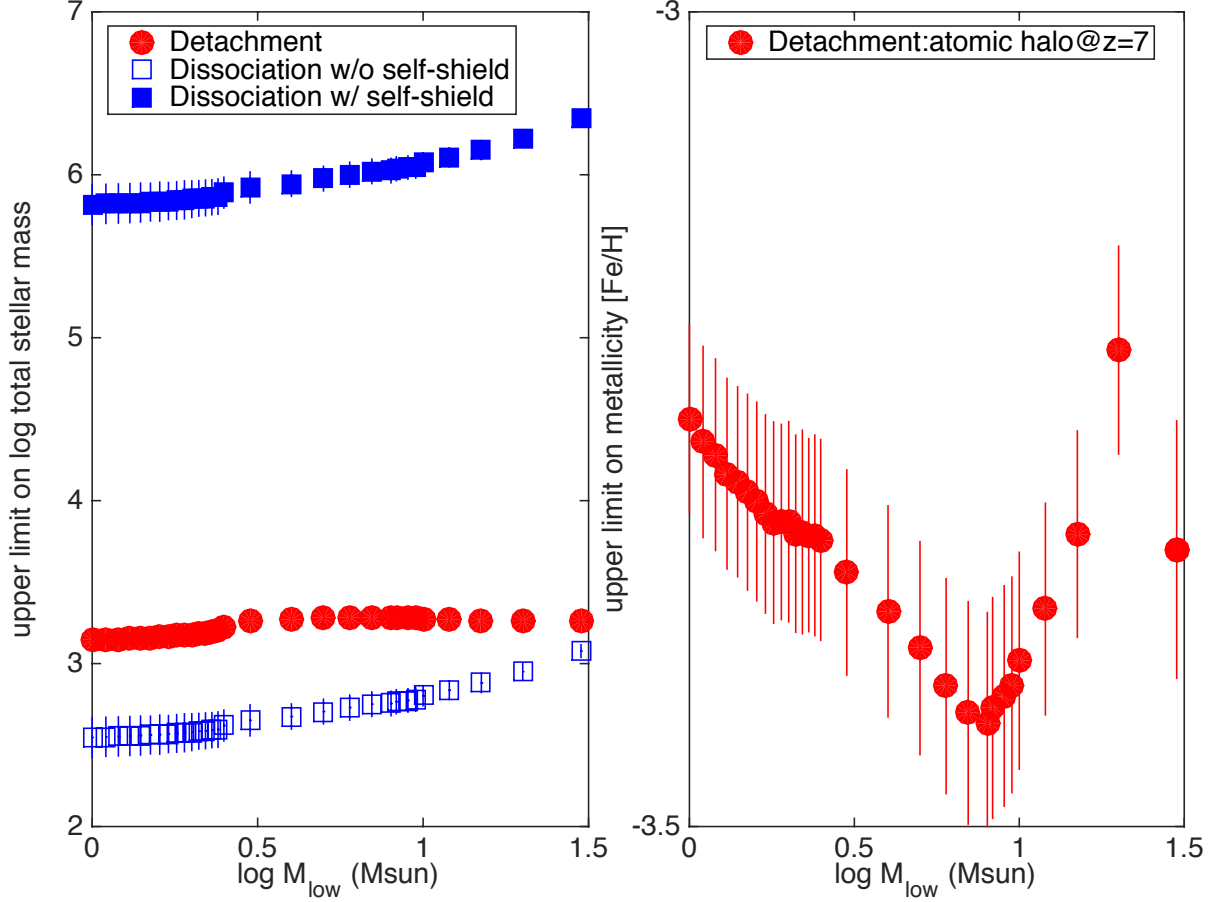 7
6
5
4
3
2
upper limit on log total stellar mass
Detachment
Dissociation w/o self-shield
Dissociation w/ self-shield
0
0.5
1
1.5
log M_low (Msun)
-3
-3.5
upper limit on metallicity [Fe/H]
Detachment:atomic halo@z=7
0
0.5
1
1.5
log M_low (Msun)